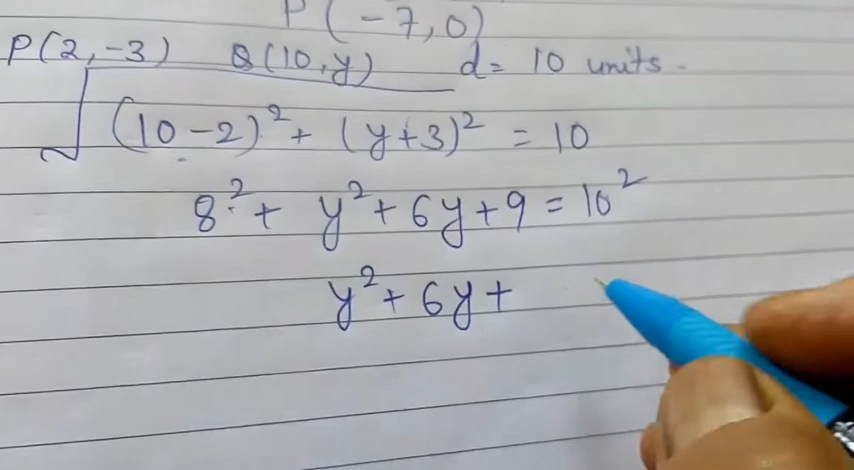 P(-7,0)
P(2,-3) Q(10,y) d= 10 units.
√(10-2)²+ (y+3)² = 10
8² + y² + 6y + 9 = 10²
y² + 6y +